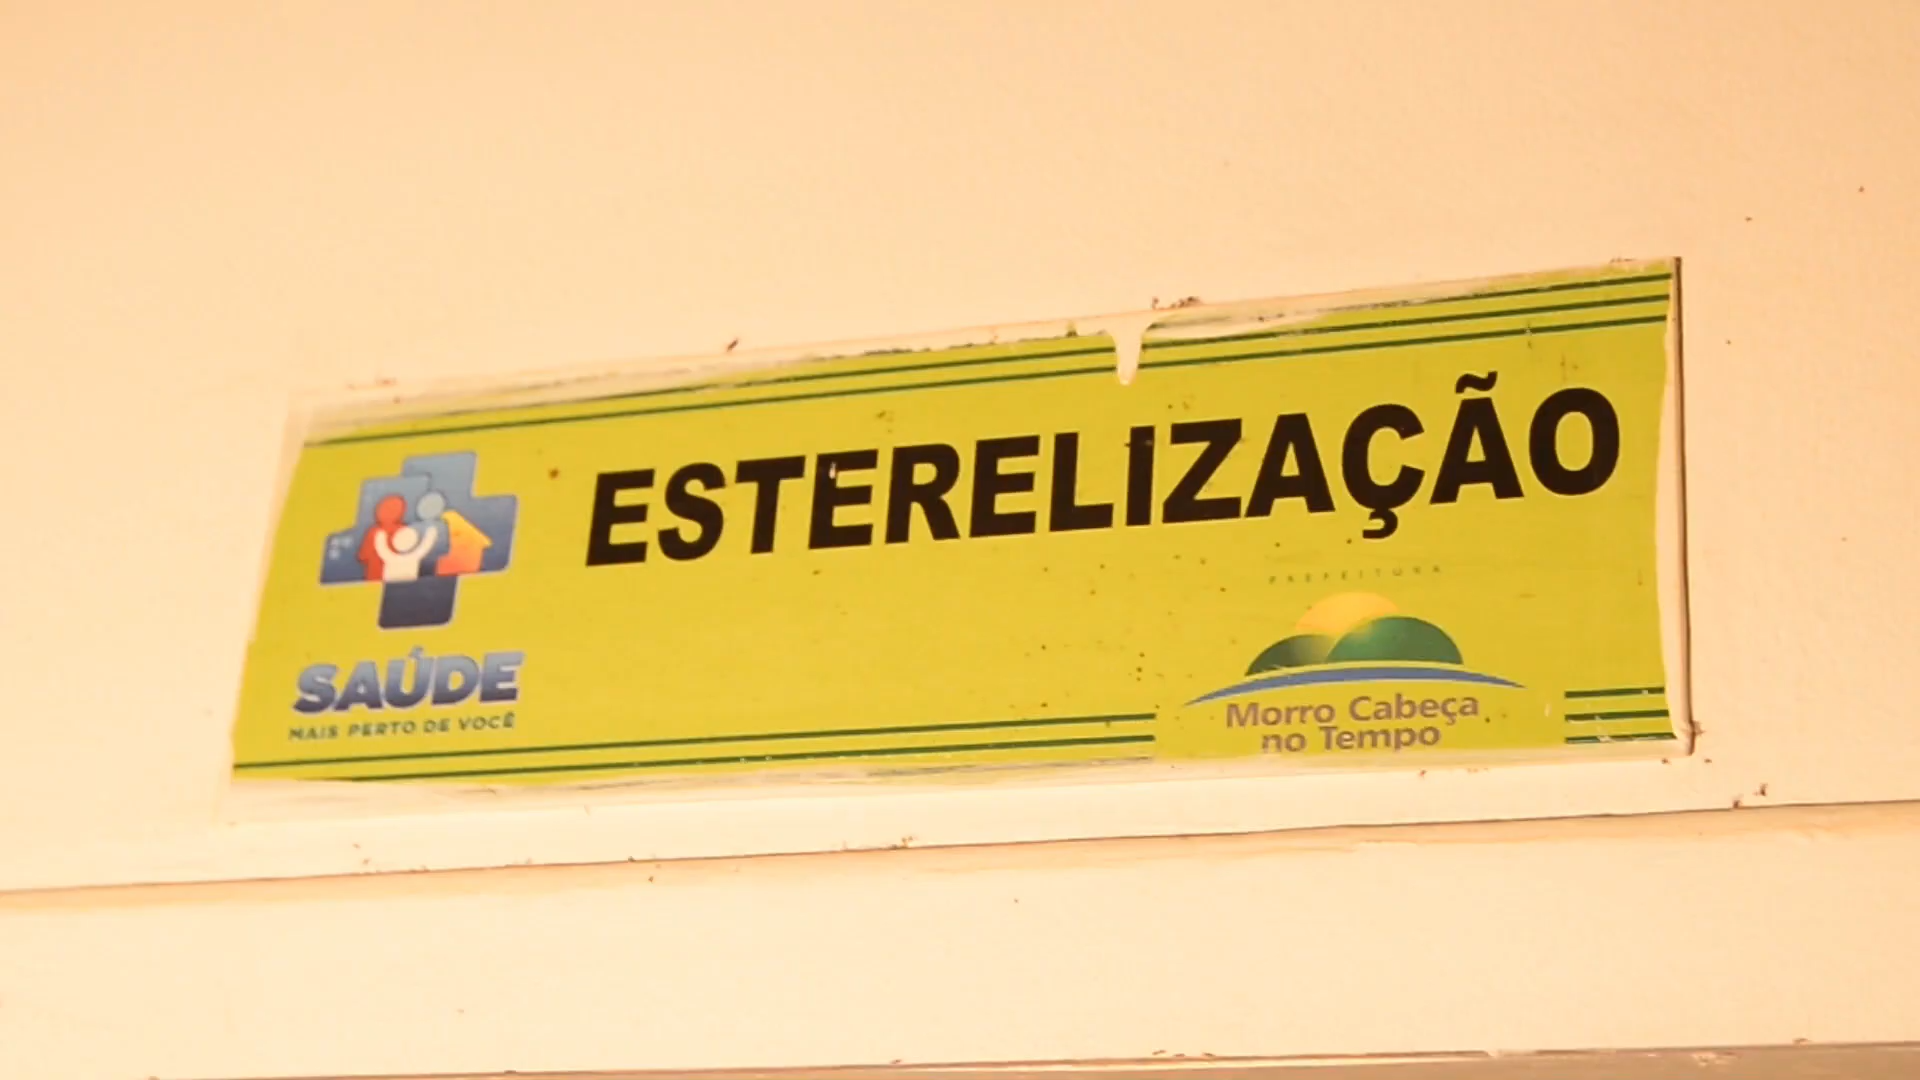 ESTERELIZAÇÃO
SAÚDE
MAIS PERTO DE VOCÊ
PREFEITURA
Morro Cabeça
no Tempo